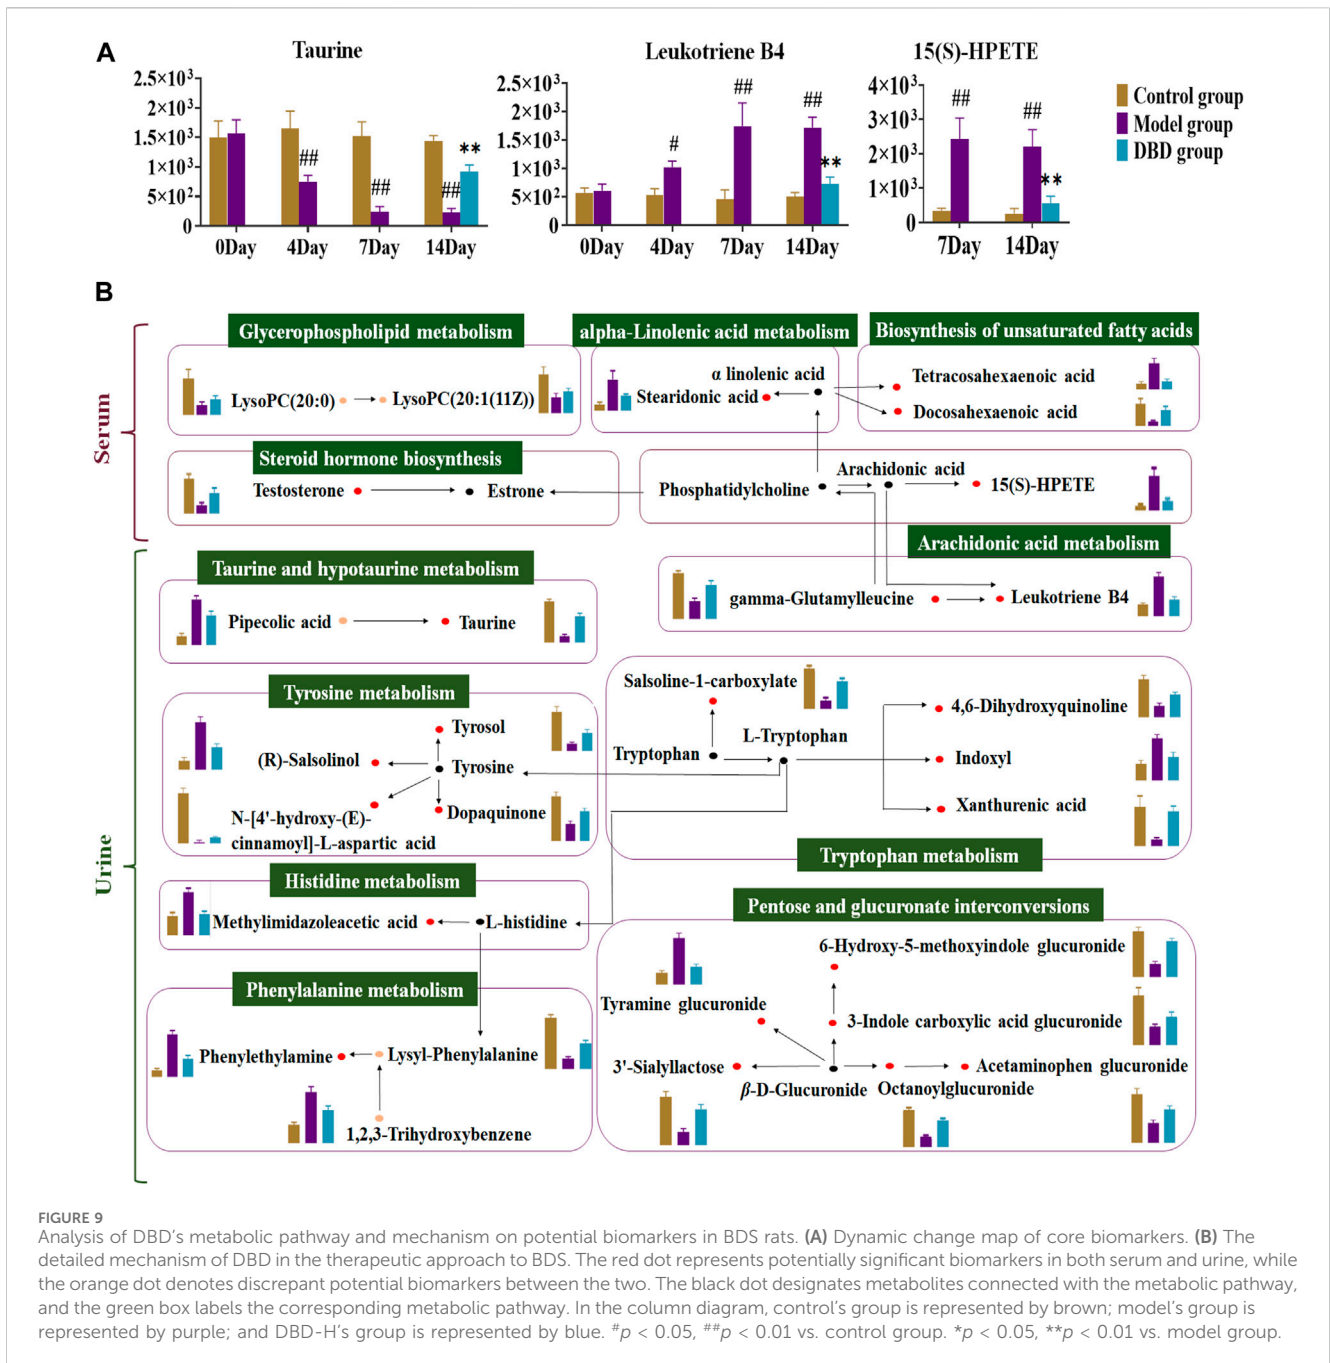 A
Taurine
2.5×10³
2×10³
1.5×10³
1×10³
5×10²
0
##
##
##
**
0Day
4Day
7Day
14Day
Leukotriene B4
2.5×10³
2×10³
1.5×10³
1×10³
5×10²
0
#
##
##
**
0Day
4Day
7Day
14Day
15(S)-HPETE
4×10³
3×10³
2×10³
1×10³
0
##
##
**
7Day
14Day
Control group
Model group
DBD group
B
Serum
Glycerophospholipid metabolism
LysoPC(20:0)
LysoPC(20:1(11Z))
alpha-Linolenic acid metabolism
α linolenic acid
Stearidonic acid
Biosynthesis of unsaturated fatty acids
Tetracosahexaenoic acid
Docosahexaenoic acid
Steroid hormone biosynthesis
Testosterone
Estrone
Phosphatidylcholine
Arachidonic acid
15(S)-HPETE
Arachidonic acid metabolism
gamma-Glutamylleucine
Leukotriene B4
Urine
Taurine and hypotaurine metabolism
Pipecolic acid
Taurine
Tyrosine metabolism
Tyrosol
(R)-Salsolinol
Tyrosine
Dopaquinone
N-[4'-hydroxy-(E)-
cinnamoyl]-L-aspartic acid
Salsoline-1-carboxylate
L-Tryptophan
Tryptophan
4,6-Dihydroxyquinoline
Indoxyl
Xanthurenic acid
Tryptophan metabolism
Histidine metabolism
Methylimidazoleacetic acid
L-histidine
Phenylalanine metabolism
Phenylethylamine
Lysyl-Phenylalanine
1,2,3-Trihydroxybenzene
Pentose and glucuronate interconversions
6-Hydroxy-5-methoxyindole glucuronide
Tyramine glucuronide
3-Indole carboxylic acid glucuronide
3'-Sialyllactose
β-D-Glucuronide
Octanoylglucuronide
Acetaminophen glucuronide
FIGURE 9
Analysis of DBD's metabolic pathway and mechanism on potential biomarkers in BDS rats. (A) Dynamic change map of core biomarkers. (B) The
detailed mechanism of DBD in the therapeutic approach to BDS. The red dot represents potentially significant biomarkers in both serum and urine, while
the orange dot denotes discrepant potential biomarkers between the two. The black dot designates metabolites connected with the metabolic pathway,
and the green box labels the corresponding metabolic pathway. In the column diagram, control's group is represented by brown; model's group is
represented by purple; and DBD-H's group is represented by blue. #p < 0.05, ##p < 0.01 vs. control group. *p < 0.05, **p < 0.01 vs. model group.